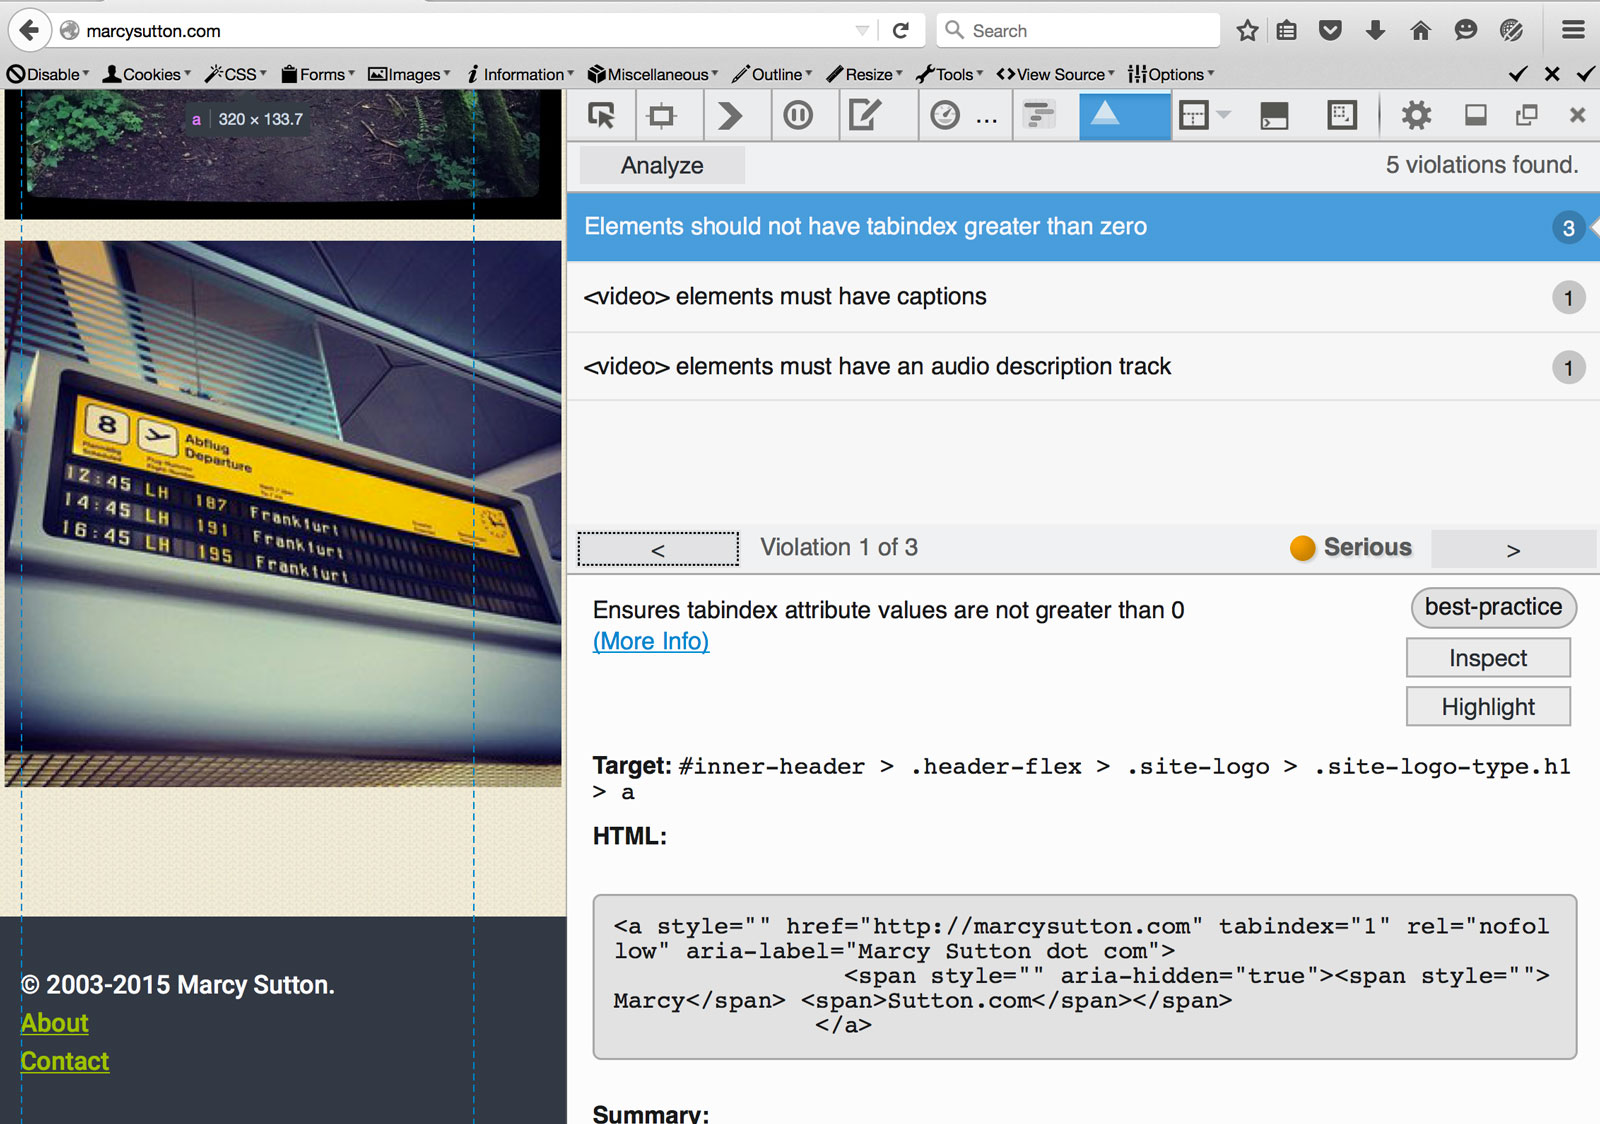 marcysutton.com
Search
Disable
Cookies
CSS
Forms
Images
Information
Miscellaneous
Outline
Resize
Tools
View Source
Options
a 320 × 133.7
8
Abflug
Departure
12:45 LH 187 Frankfurt
14:45 LH 191 Frankfurt
16:45 LH 195 Frankfurt
© 2003-2015 Marcy Sutton.
About
Contact
...
Analyze
5 violations found.
Elements should not have tabindex greater than zero 3
<video> elements must have captions 1
<video> elements must have an audio description track 1
< Violation 1 of 3 Serious >
Ensures tabindex attribute values are not greater than 0
(More Info)
best-practice
Inspect
Highlight
Target: #inner-header > .header-flex > .site-logo > .site-logo-type.h1
> a
HTML:
<a style="" href="http://marcysutton.com" tabindex="1" rel="nofol
low" aria-label="Marcy Sutton dot com">
<span style="" aria-hidden="true"><span style="">
Marcy</span> <span>Sutton.com</span></span>
</a>
Summary: